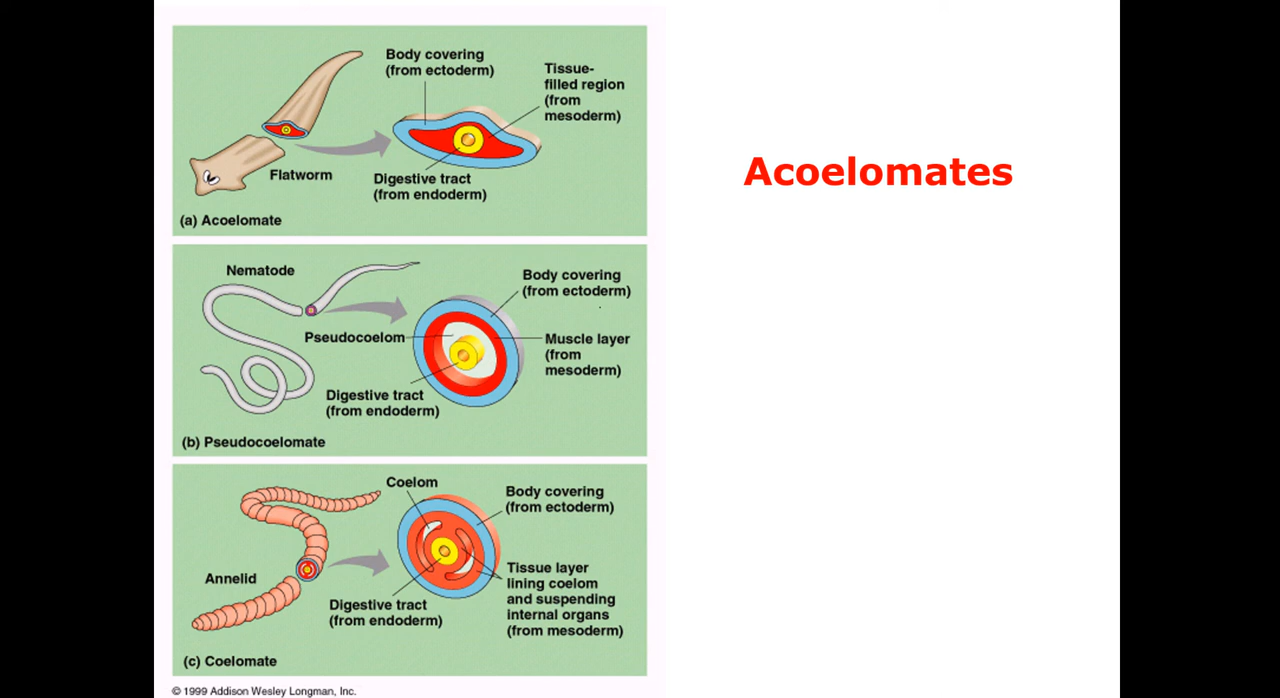 Body covering
(from ectoderm)
Tissue-
filled region
(from
mesoderm)
Flatworm
Digestive tract
(from endoderm)
(a) Acoelomate
Acoelomates
Nematode
Body covering
(from ectoderm)
Pseudocoelom
Muscle layer
(from
mesoderm)
Digestive tract
(from endoderm)
(b) Pseudocoelomate
Coelom
Body covering
(from ectoderm)
Annelid
Tissue layer
lining coelom
and suspending
internal organs
(from mesoderm)
Digestive tract
(from endoderm)
(c) Coelomate
© 1999 Addison Wesley Longman, Inc.